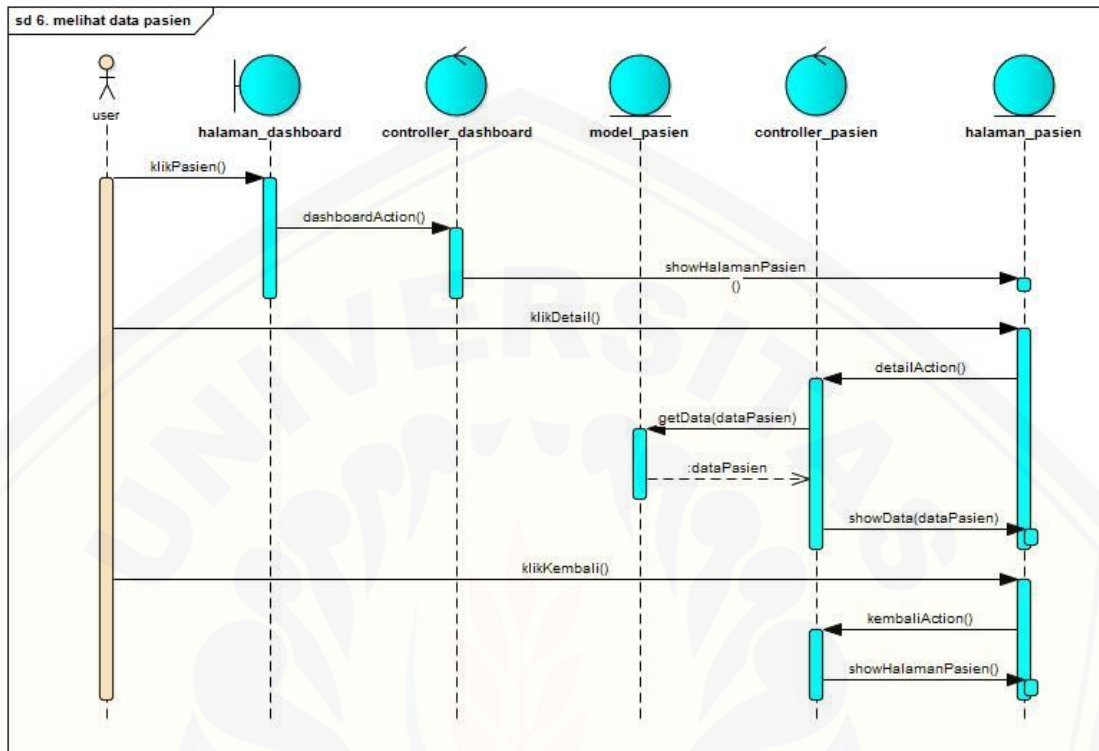 sd 6. melihat data pasien
user
halaman_dashboard
controller_dashboard
model_pasien
controller_pasien
halaman_pasien
klikPasien()
dashboardAction()
showHalamanPasien
()
klikDetail()
detailAction()
getData(dataPasien)
:dataPasien
showData(dataPasien)
klikKembali()
kembaliAction()
showHalamanPasien()
UNIVERSITAS